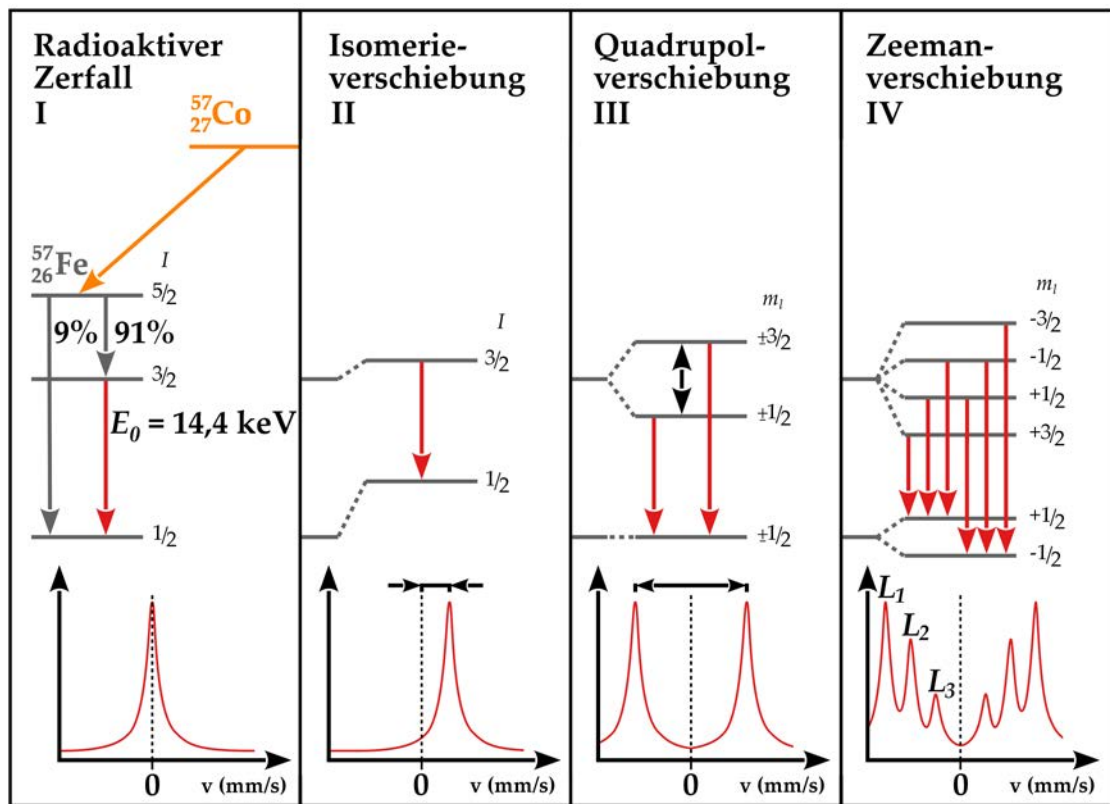 Radioaktiver
Zerfall
I
57
27Co
57
26Fe
I
5/2
9% 91%
3/2
E0 = 14,4 keV
1/2
0
v (mm/s)
Isomerie-
verschiebung
II
I
3/2
1/2
0
v (mm/s)
Quadrupol-
verschiebung
III
ml
±3/2
±1/2
±1/2
0
v (mm/s)
Zeeman-
verschiebung
IV
ml
-3/2
-1/2
+1/2
+3/2
+1/2
-1/2
L1
L2
L3
0
v (mm/s)